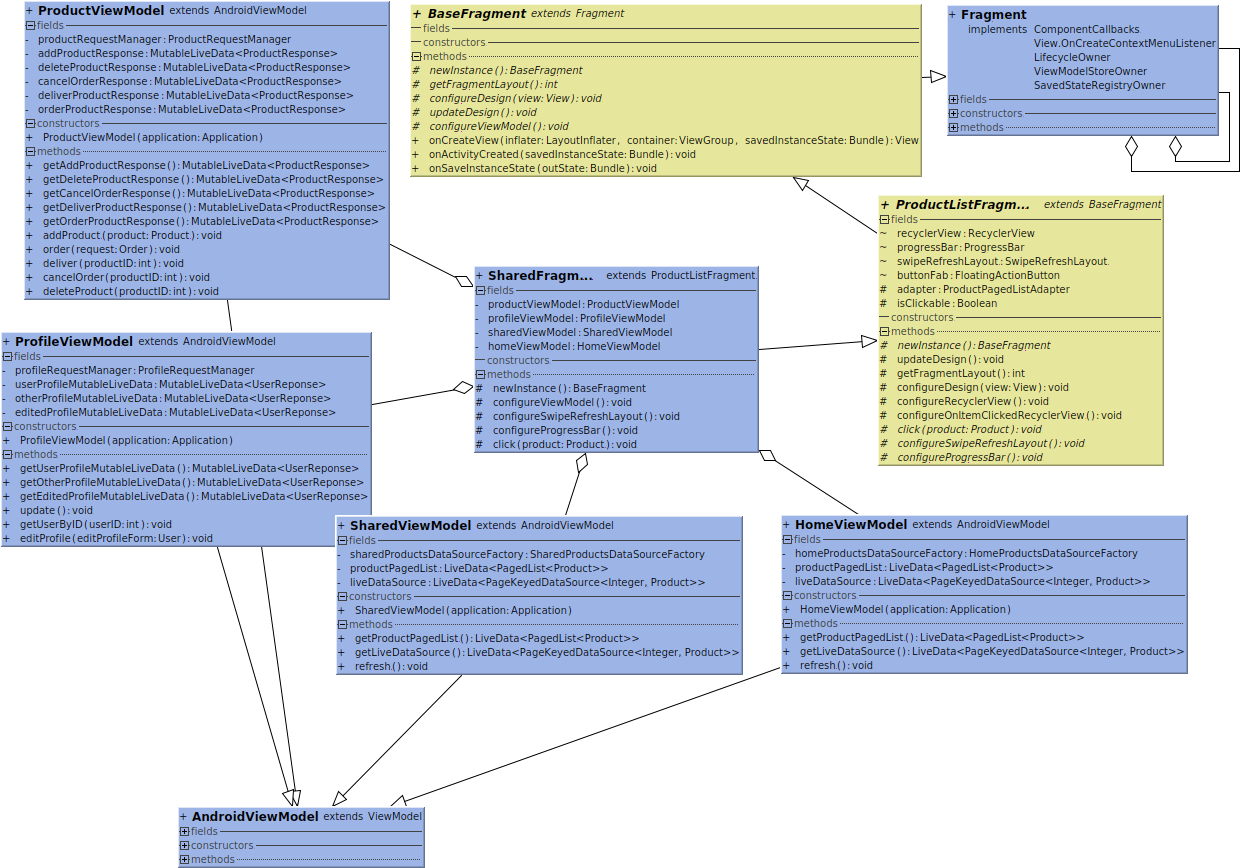 + ProductViewModel extends AndroidViewModel
fields
- productRequestManager: ProductRequestManager
- addProductResponse: MutableLiveData<ProductResponse>
- deleteProductResponse: MutableLiveData<ProductResponse>
- cancelOrderResponse: MutableLiveData<ProductResponse>
- deliverProductResponse: MutableLiveData<ProductResponse>
- orderProductResponse: MutableLiveData<ProductResponse>
constructors
+ ProductViewModel(application: Application)
methods
+ getAddProductResponse(): MutableLiveData<ProductResponse>
+ getDeleteProductResponse(): MutableLiveData<ProductResponse>
+ getCancelOrderResponse(): MutableLiveData<ProductResponse>
+ getDeliverProductResponse(): MutableLiveData<ProductResponse>
+ getOrderProductResponse(): MutableLiveData<ProductResponse>
+ addProduct(product: Product): void
+ order(request: Order): void
+ deliver(productID: int): void
+ cancelOrder(productID: int): void
+ deleteProduct(productID: int): void
+ BaseFragment extends Fragment
fields
constructors
methods
# newInstance(): BaseFragment
# getFragmentLayout(): int
# configureDesign(view: View): void
# updateDesign(): void
# configureViewModel(): void
+ onCreateView(inflater: LayoutInflater, container: ViewGroup, savedInstanceState: Bundle): View
+ onActivityCreated(savedInstanceState: Bundle): void
+ onSaveInstanceState(outState: Bundle): void
+ Fragment
implements ComponentCallbacks
View.OnCreateContextMenuListener
LifecycleOwner
ViewModelStoreOwner
SavedStateRegistryOwner
fields
constructors
methods
+ ProductListFragm... extends BaseFragment
fields
~ recyclerView: RecyclerView
~ progressBar: ProgressBar
~ swipeRefreshLayout: SwipeRefreshLayout
~ buttonFab: FloatingActionButton
# adapter: ProductPagedListAdapter
# isClickable: Boolean
constructors
methods
# newInstance(): BaseFragment
# updateDesign(): void
# getFragmentLayout(): int
# configureDesign(view: View): void
# configureRecyclerView(): void
# configureOnItemClickedRecyclerView(): void
# click(product: Product): void
# configureSwipeRefreshLayout(): void
# configureProgressBar(): void
+ SharedFragm... extends ProductListFragment
fields
- productViewModel: ProductViewModel
- profileViewModel: ProfileViewModel
- sharedViewModel: SharedViewModel
- homeViewModel: HomeViewModel
constructors
methods
# newInstance(): BaseFragment
# configureViewModel(): void
# configureSwipeRefreshLayout(): void
# configureProgressBar(): void
# click(product: Product): void
+ ProfileViewModel extends AndroidViewModel
fields
- profileRequestManager: ProfileRequestManager
- userProfileMutableLiveData: MutableLiveData<UserReponse>
- otherProfileMutableLiveData: MutableLiveData<UserReponse>
- editedProfileMutableLiveData: MutableLiveData<UserReponse>
constructors
+ ProfileViewModel(application: Application)
methods
+ getUserProfileMutableLiveData(): MutableLiveData<UserReponse>
+ getOtherProfileMutableLiveData(): MutableLiveData<UserReponse>
+ getEditedProfileMutableLiveData(): MutableLiveData<UserReponse>
+ update(): void
+ getUserByID(userID: int): void
+ editProfile(editProfileForm: User): void
+ SharedViewModel extends AndroidViewModel
fields
- sharedProductsDataSourceFactory: SharedProductsDataSourceFactory
- productPagedList: LiveData<PagedList<Product>>
- liveDataSource: LiveData<PageKeyedDataSource<Integer, Product>>
constructors
+ SharedViewModel(application: Application)
methods
+ getProductPagedList(): LiveData<PagedList<Product>>
+ getLiveDataSource(): LiveData<PageKeyedDataSource<Integer, Product>>
+ refresh(): void
+ HomeViewModel extends AndroidViewModel
fields
- homeProductsDataSourceFactory: HomeProductsDataSourceFactory
- productPagedList: LiveData<PagedList<Product>>
- liveDataSource: LiveData<PageKeyedDataSource<Integer, Product>>
constructors
+ HomeViewModel(application: Application)
methods
+ getProductPagedList(): LiveData<PagedList<Product>>
+ getLiveDataSource(): LiveData<PageKeyedDataSource<Integer, Product>>
+ refresh(): void
+ AndroidViewModel extends ViewModel
fields
constructors
methods